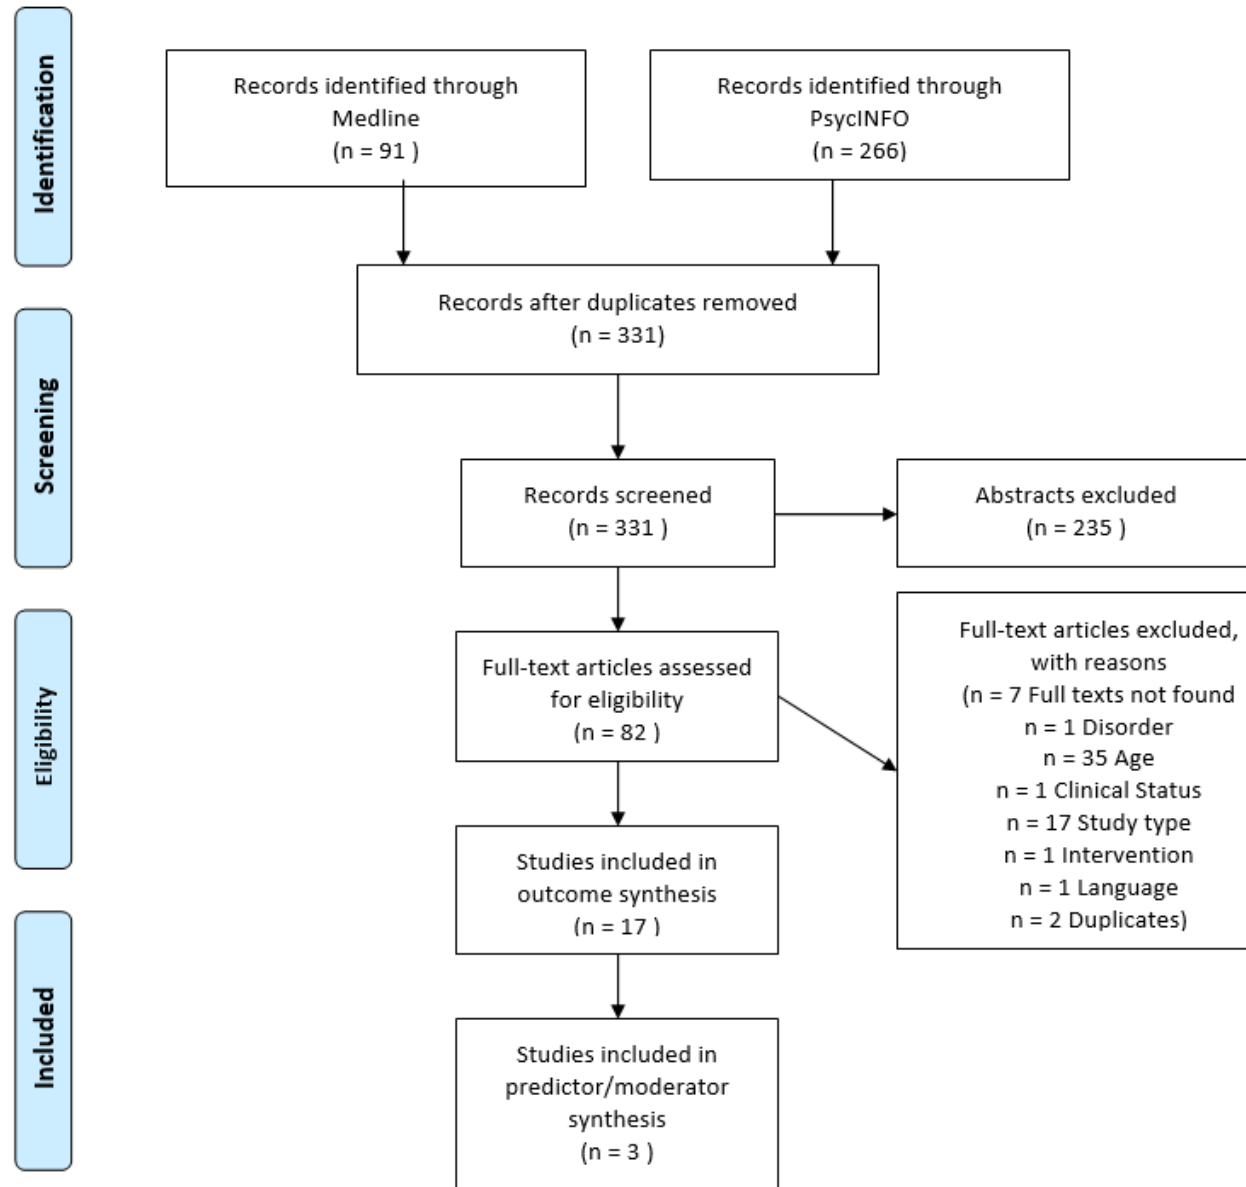 Identification
Records identified through
Medline
(n = 91 )
Records identified through
PsycINFO
(n = 266)
Records after duplicates removed
(n = 331)
Screening
Records screened
(n = 331 )
Abstracts excluded
(n = 235 )
Eligibility
Full-text articles assessed
for eligibility
(n = 82 )
Full-text articles excluded,
with reasons
(n = 7 Full texts not found
n = 1 Disorder
n = 35 Age
n = 1 Clinical Status
n = 17 Study type
n = 1 Intervention
n = 1 Language
n = 2 Duplicates)
Studies included in
outcome synthesis
(n = 17 )
Included
Studies included in
predictor/moderator
synthesis
(n = 3 )